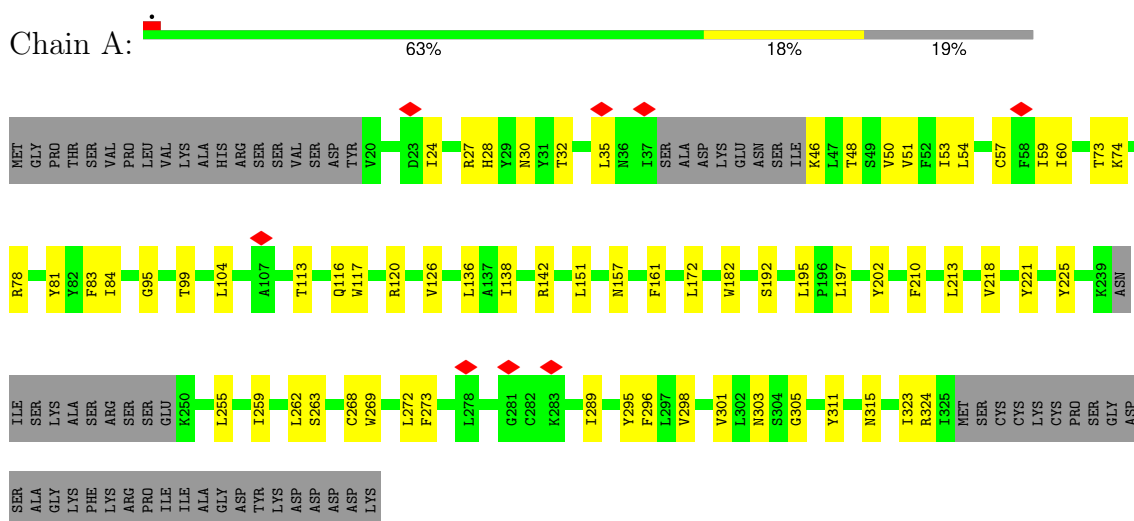 Chain A:
63% 18% 19%
MET GLY PRO THR SER VAL PRO LEU VAL LYS ALA HIS ARG SER SER VAL SER ASP TYR V20 D23 I24 R27 H28 Y29 N30 Y31 T32 L35 N36 I37 SER ALA ASP LYS GLU ASN SER ILE K46 L47 T48 S49 V50 V51 F52 I53 L54 C57 F58 I59 I60 T73 K74
R78 Y81 Y82 F83 I84 G95 T99 L104 A107 T113 Q116 W117 R120 V126 L136 A137 I138 R142 L151 N157 F161 L172 W182 S192 L195 P196 L197 Y202 F210 L213 V218 Y221 Y225 K239 ASN
ILE SER LYS ALA SER ARG SER SER GLU K250 L255 I259 L262 S263 C268 W269 L272 F273 L278 G281 C282 K283 I289 Y295 F296 L297 V298 V301 L302 N303 S304 G305 Y311 N315 I323 R324 I325 MET SER CYS CYS LYS CYS PRO SER GLY ASP
SER ALA GLY LYS PHE LYS ARG PRO ILE ILE ALA GLY ASP TYR LYS ASP ASP ASP ASP LYS